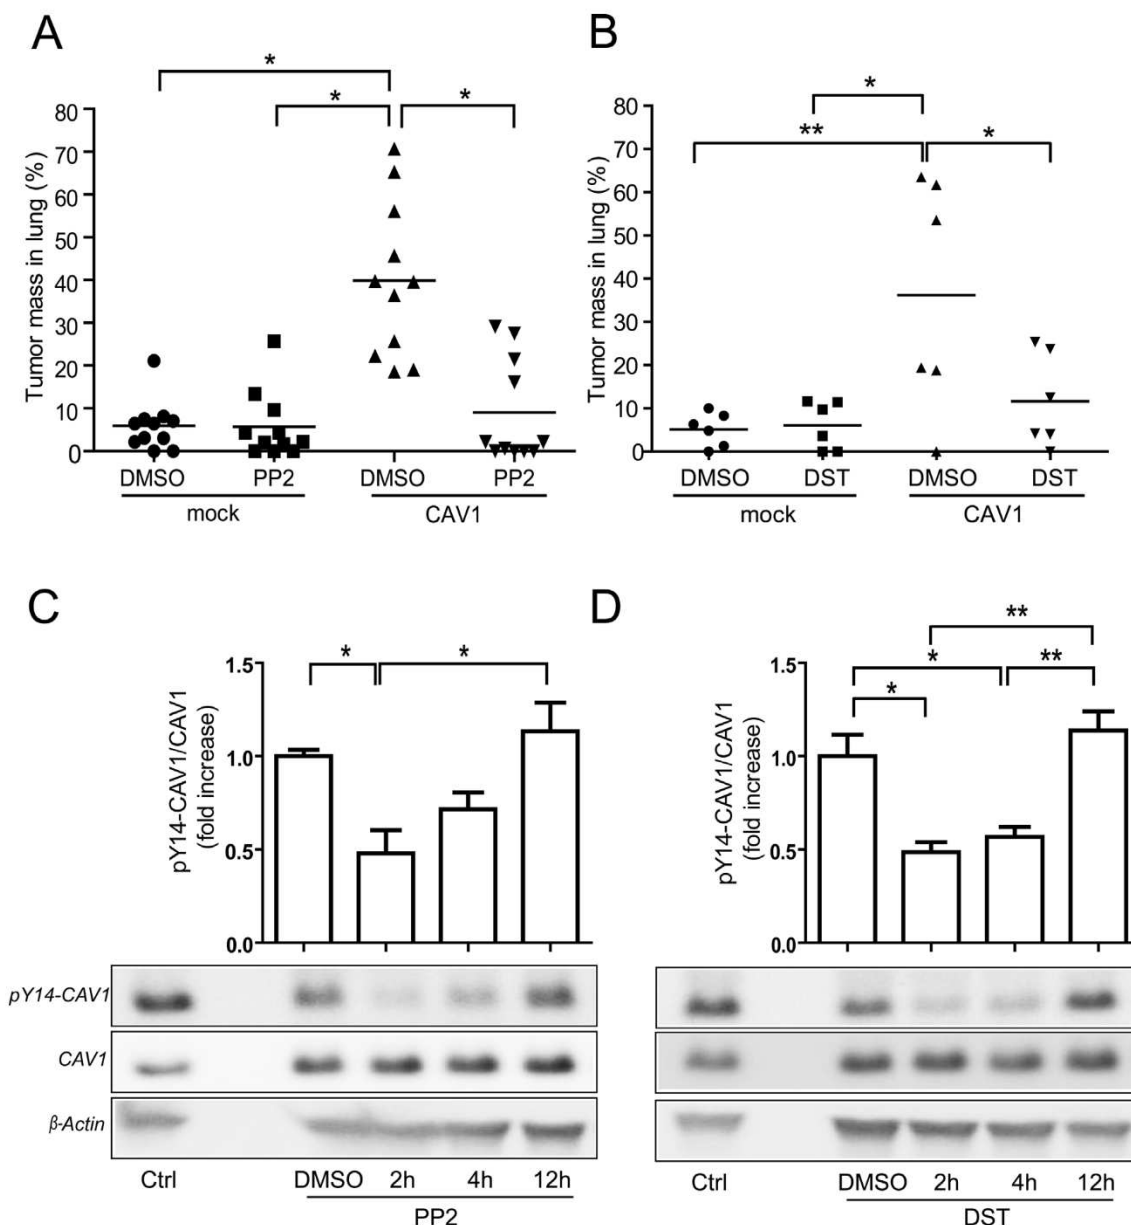 A
B
*
*
*
*
**
*
Tumor mass in lung (%)
80
70
60
50
40
30
20
10
0
DMSO PP2 DMSO PP2
mock CAV1
Tumor mass in lung (%)
80
70
60
50
40
30
20
10
0
DMSO DST DMSO DST
mock CAV1
C
D
pY14-CAV1/CAV1
(fold increase)
1.5
1.0
0.5
0.0
*
*
pY14-CAV1/CAV1
(fold increase)
1.5
1.0
0.5
0.0
**
*
**
*
pY14-CAV1
CAV1
β-Actin
Ctrl DMSO 2h 4h 12h
PP2
Ctrl DMSO 2h 4h 12h
DST